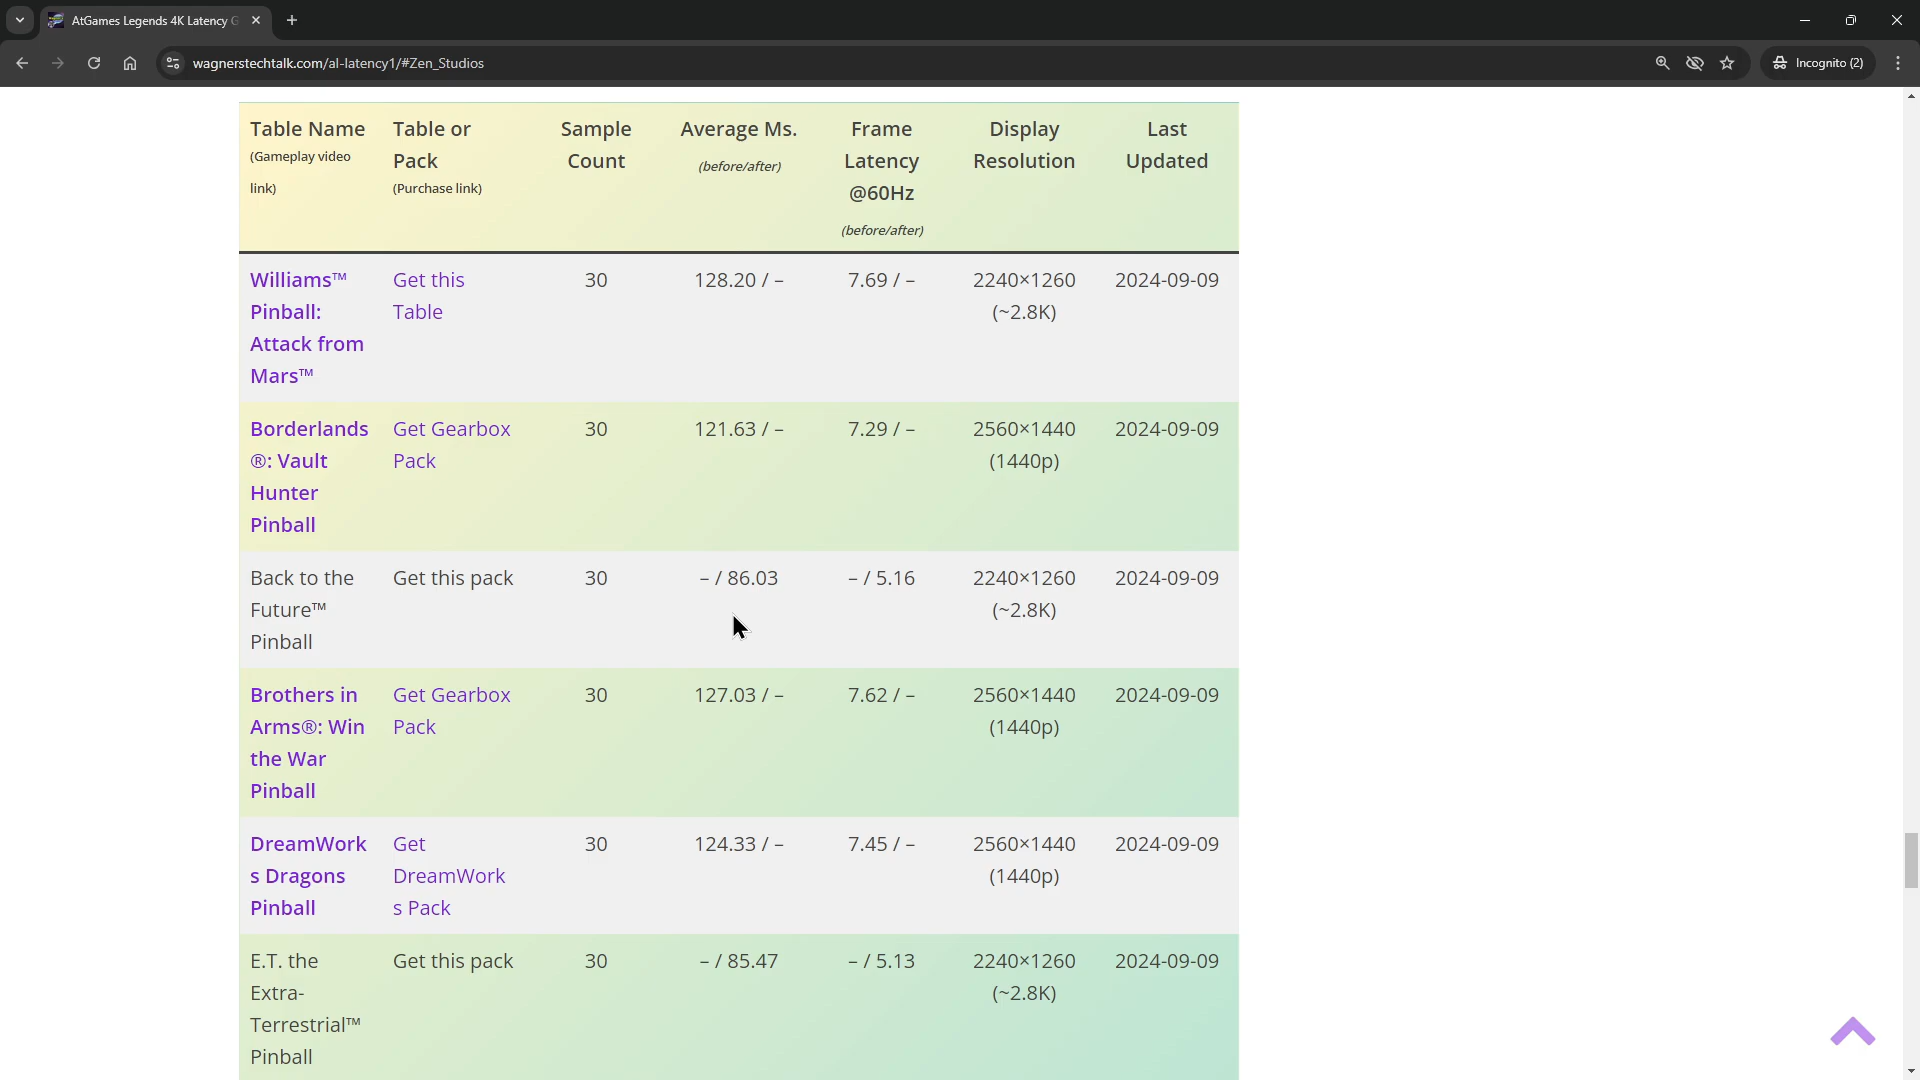 AtGames Legends 4K Latency G
wagnerstechtalk.com/al-latency1/#Zen_Studios
Incognito (2)
Table Name
(Gameplay video
link)
Table or
Pack
(Purchase link)
Sample
Count
Average Ms.
(before/after)
Frame
Latency
@60Hz
(before/after)
Display
Resolution
Last
Updated
Williams™
Pinball:
Attack from
Mars™
Get this
Table
30
128.20 / –
7.69 / –
2240×1260
(~2.8K)
2024-09-09
Borderlands
®: Vault
Hunter
Pinball
Get Gearbox
Pack
30
121.63 / –
7.29 / –
2560×1440
(1440p)
2024-09-09
Back to the
Future™
Pinball
Get this pack
30
– / 86.03
– / 5.16
2240×1260
(~2.8K)
2024-09-09
Brothers in
Arms®: Win
the War
Pinball
Get Gearbox
Pack
30
127.03 / –
7.62 / –
2560×1440
(1440p)
2024-09-09
DreamWork
s Dragons
Pinball
Get
DreamWork
s Pack
30
124.33 / –
7.45 / –
2560×1440
(1440p)
2024-09-09
E.T. the
Extra-
Terrestrial™
Pinball
Get this pack
30
– / 85.47
– / 5.13
2240×1260
(~2.8K)
2024-09-09